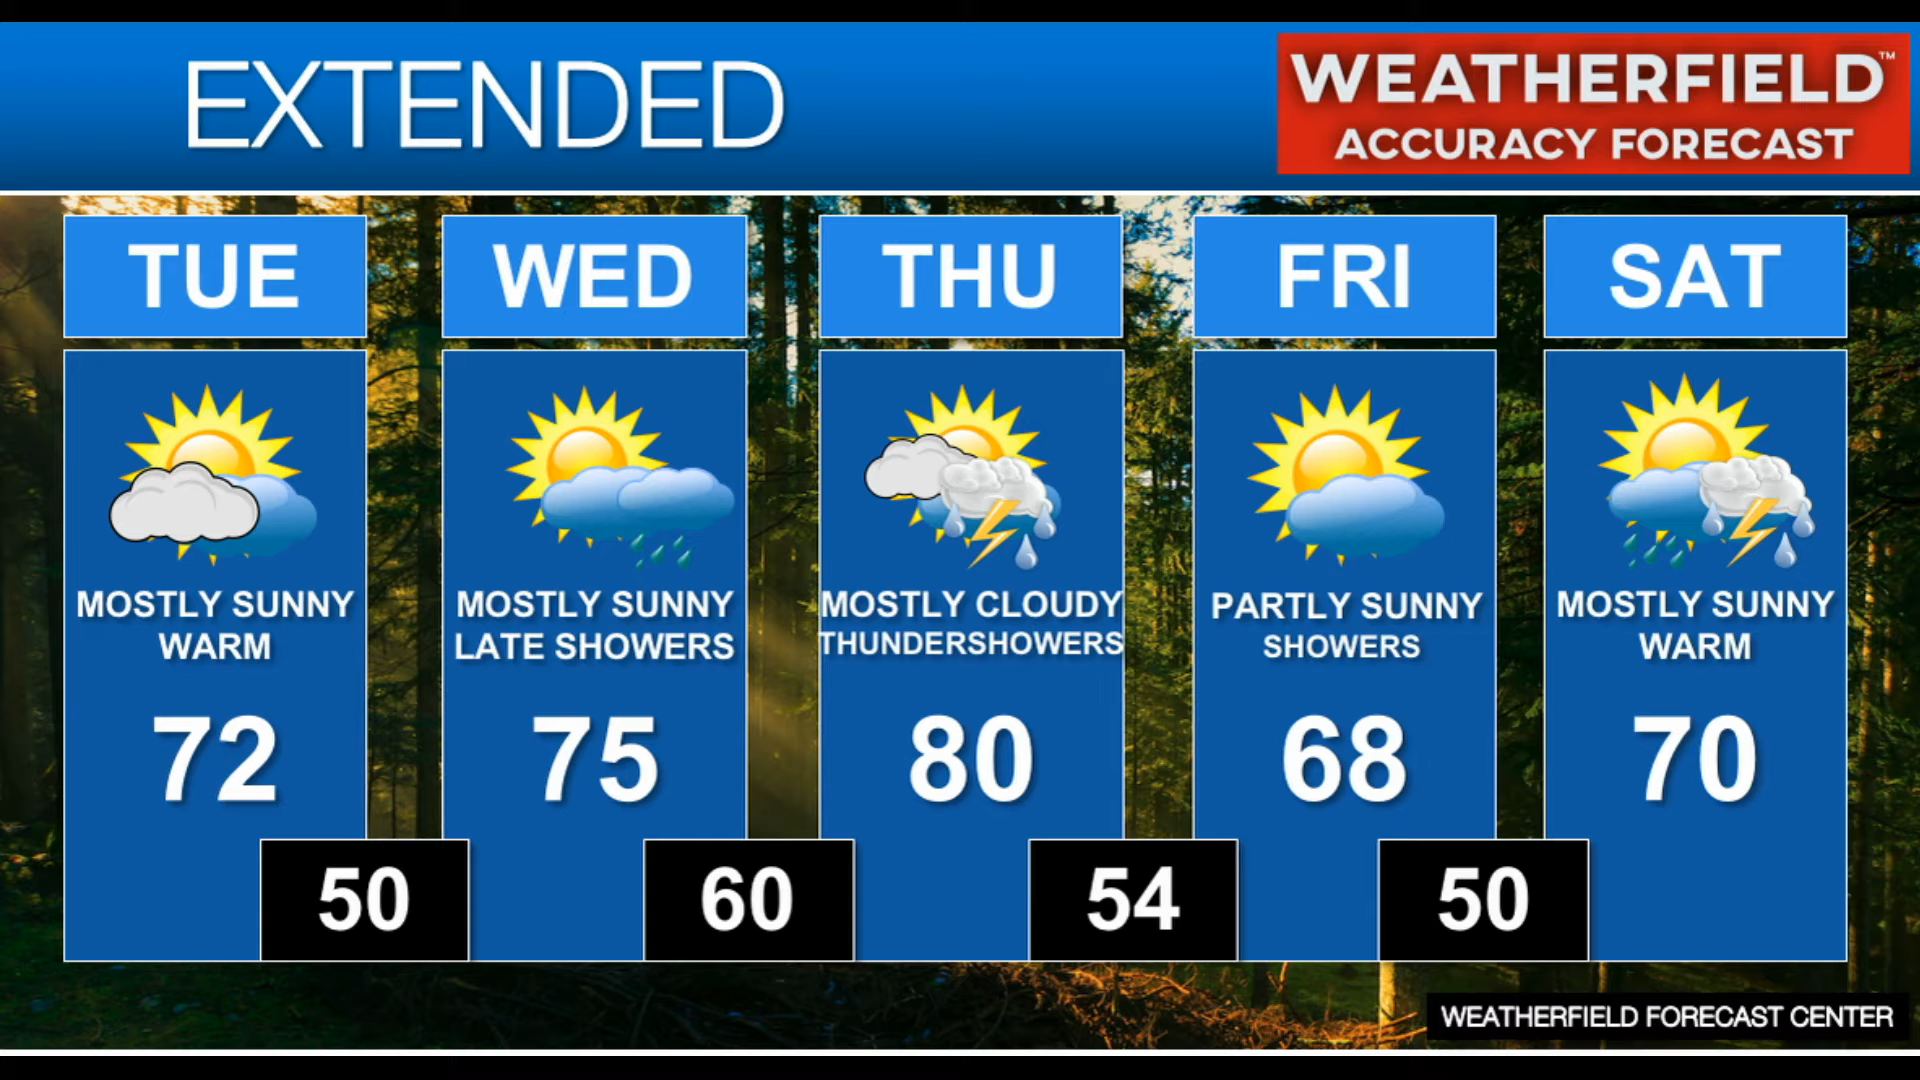 EXTENDED
WEATHERFIELD™
ACCURACY FORECAST
TUE
WED
THU
FRI
SAT
MOSTLY SUNNY
WARM
MOSTLY SUNNY
LATE SHOWERS
MOSTLY CLOUDY
THUNDERSHOWERS
PARTLY SUNNY
SHOWERS
MOSTLY SUNNY
WARM
72
75
80
68
70
50
60
54
50
WEATHERFIELD FORECAST CENTER